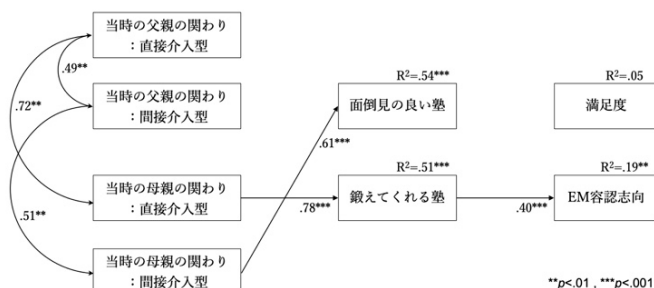 当時の父親の関わり
：直接介入型
.49**
当時の父親の関わり
：間接介入型
.72**
.51**
当時の母親の関わり
：直接介入型
当時の母親の関わり
：間接介入型
R²=.54***
面倒見の良い塾
.61***
R²=.51***
鍛えてくれる塾
.78***
R²=.05
満足度
R²=.19**
EM容認志向
.40***
**p<.01 , ***p<.001